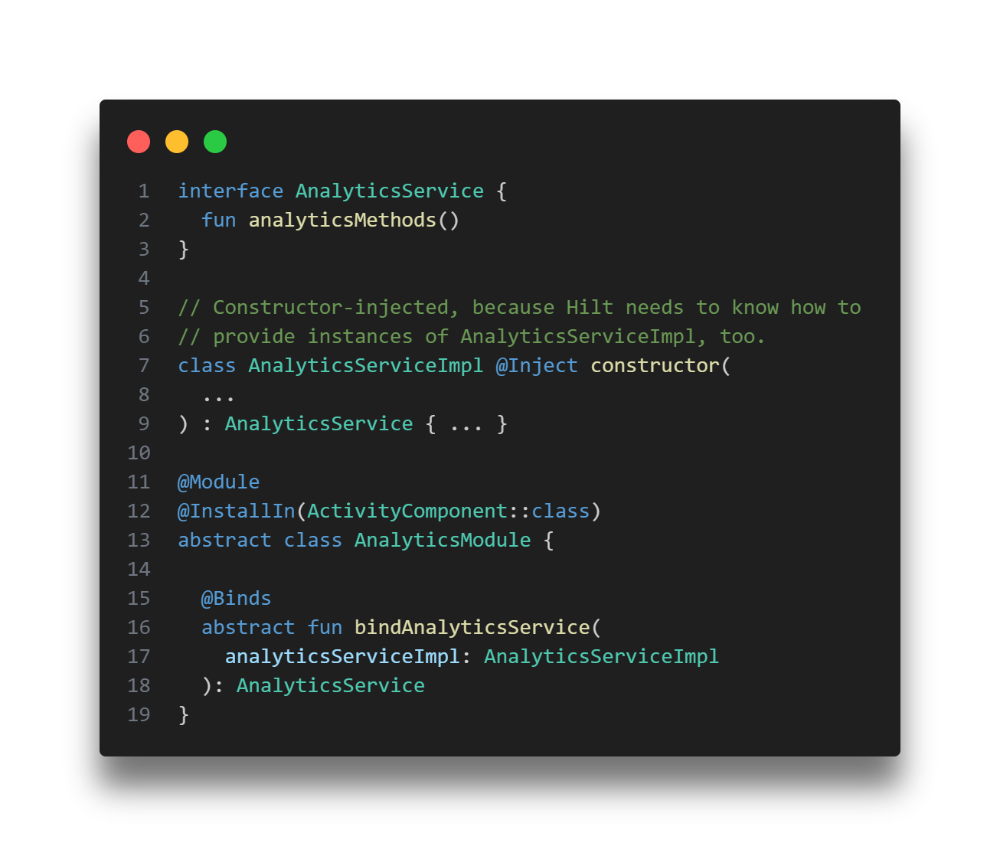 1 interface AnalyticsService {
2   fun analyticsMethods()
3 }
4
5 // Constructor-injected, because Hilt needs to know how to
6 // provide instances of AnalyticsServiceImpl, too.
7 class AnalyticsServiceImpl @Inject constructor(
8   ...
9 ) : AnalyticsService { ... }
10
11 @Module
12 @InstallIn(ActivityComponent::class)
13 abstract class AnalyticsModule {
14
15   @Binds
16   abstract fun bindAnalyticsService(
17     analyticsServiceImpl: AnalyticsServiceImpl
18   ): AnalyticsService
19 }